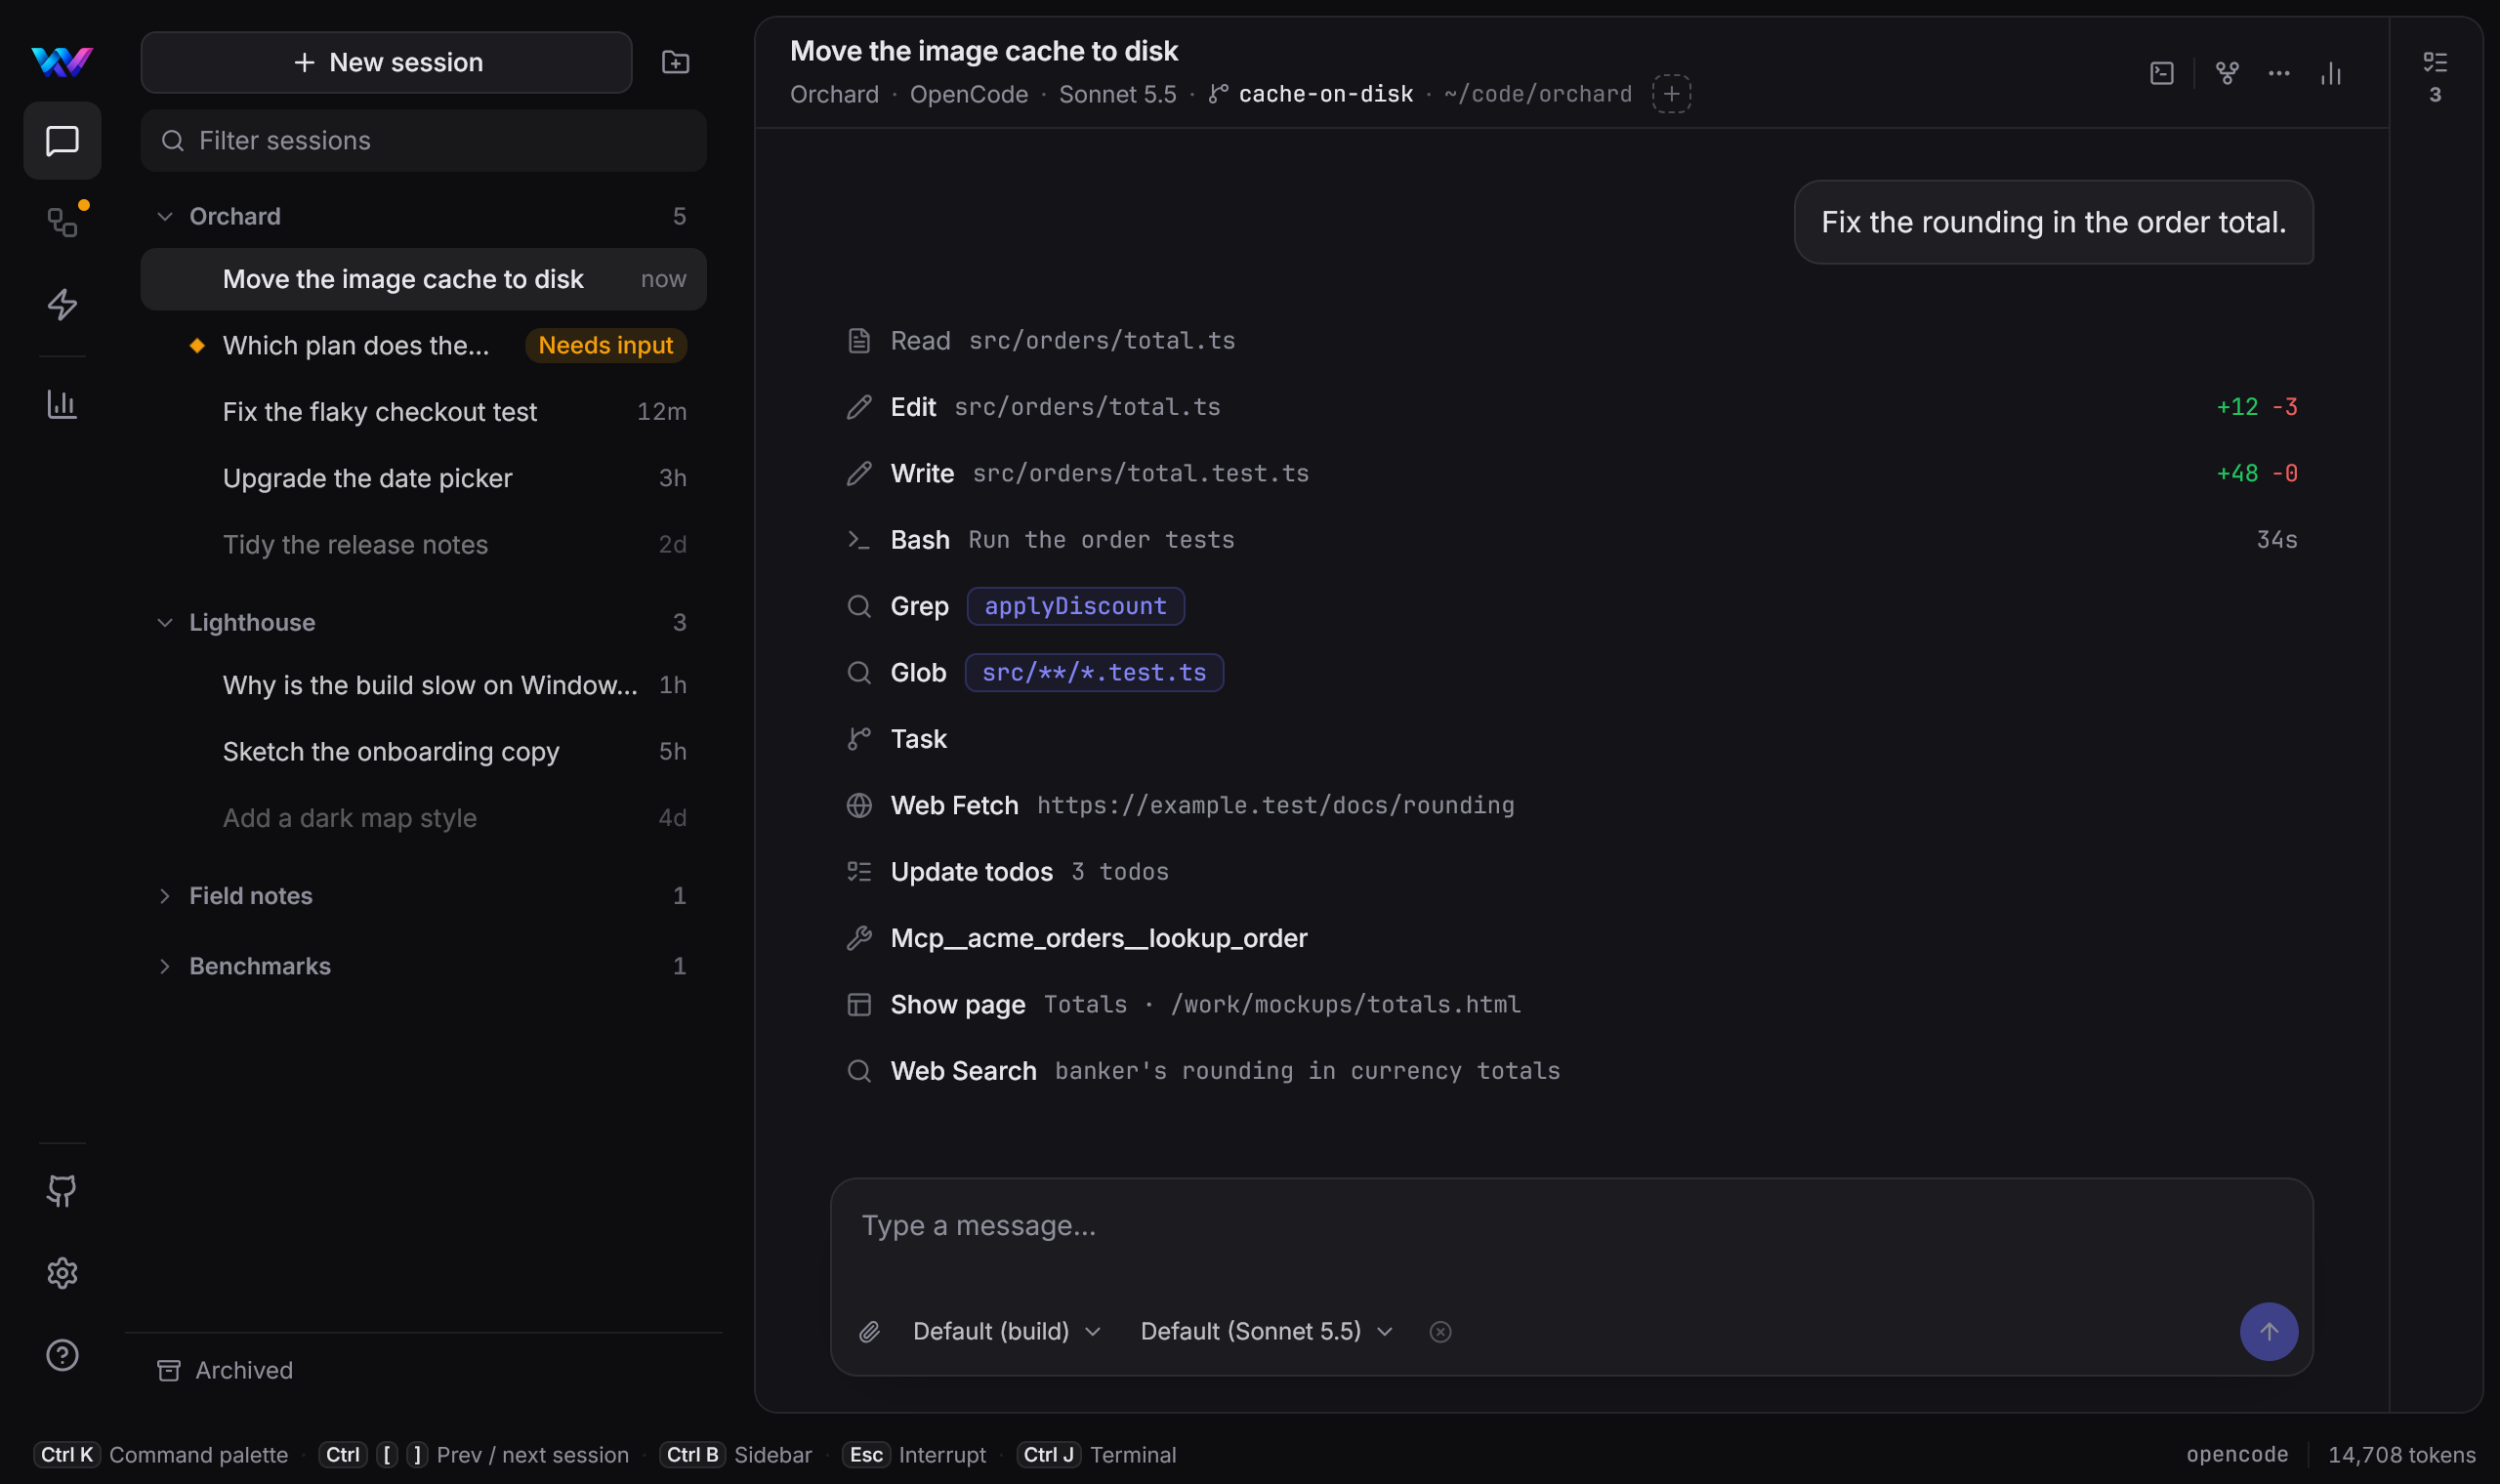 New session
Filter sessions
Orchard 5
Move the image cache to disk now
Which plan does the... Needs input
Fix the flaky checkout test 12m
Upgrade the date picker 3h
Tidy the release notes 2d
Lighthouse 3
Why is the build slow on Window... 1h
Sketch the onboarding copy 5h
Add a dark map style 4d
Field notes 1
Benchmarks 1
Archived
Move the image cache to disk
Orchard · OpenCode · Sonnet 5.5 · cache-on-disk · ~/code/orchard
3
Fix the rounding in the order total.
Read src/orders/total.ts
Edit src/orders/total.ts +12 -3
Write src/orders/total.test.ts +48 -0
Bash Run the order tests 34s
Grep applyDiscount
Glob src/**/*.test.ts
Task
Web Fetch https://example.test/docs/rounding
Update todos 3 todos
Mcp__acme_orders__lookup_order
Show page Totals · /work/mockups/totals.html
Web Search banker's rounding in currency totals
Type a message...
Default (build) Default (Sonnet 5.5)
Ctrl K Command palette · Ctrl [ ] Prev / next session · Ctrl B Sidebar · Esc Interrupt · Ctrl J Terminal
opencode 14,708 tokens